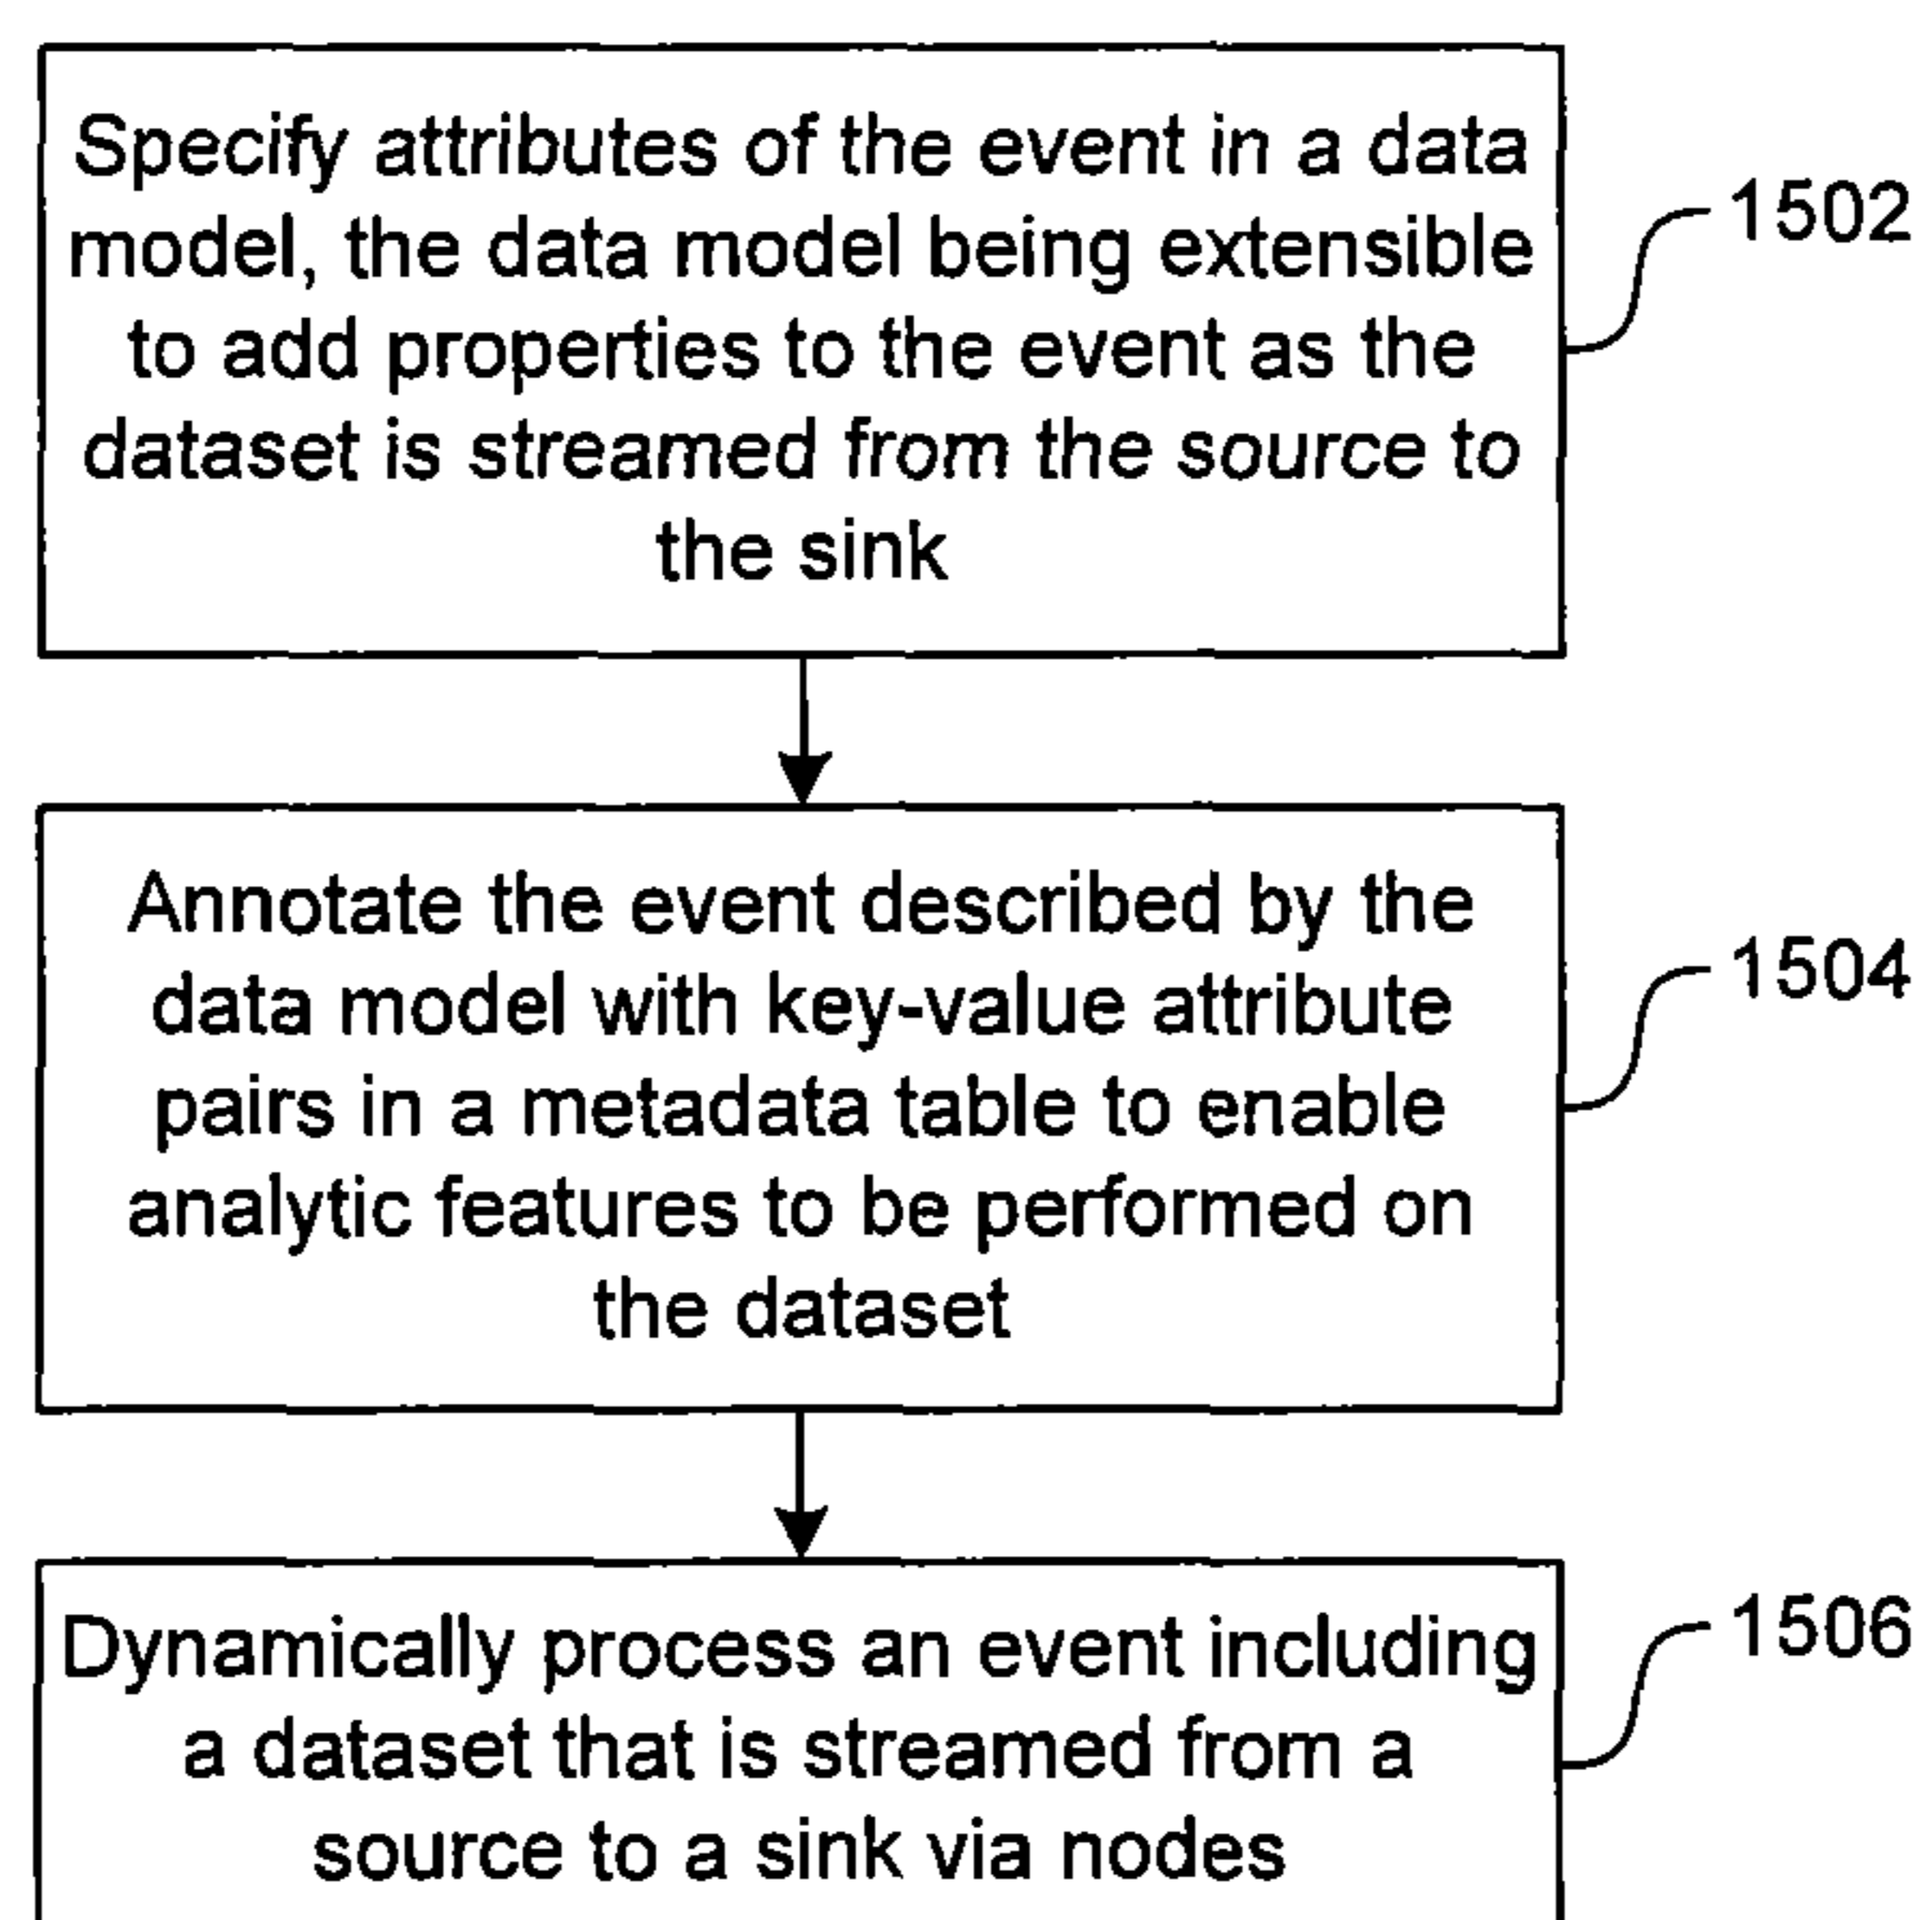 Specify attributes of the event in a data
model, the data model being extensible
to add properties to the event as the
dataset is streamed from the source to
the sink
1502
Annotate the event described by the
data model with key-value attribute
pairs in a metadata table to enable
analytic features to be performed on
the dataset
1504
Dynamically process an event including
a dataset that is streamed from a
source to a sink via nodes
1506